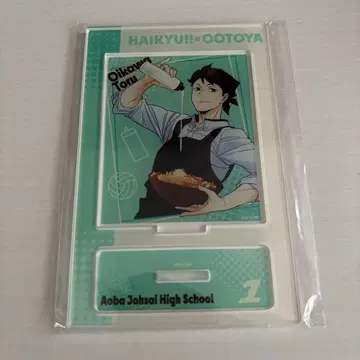 HAIKYU!!×OOTOYA
Oikawa
Toru
Aoba Johsai High School
1